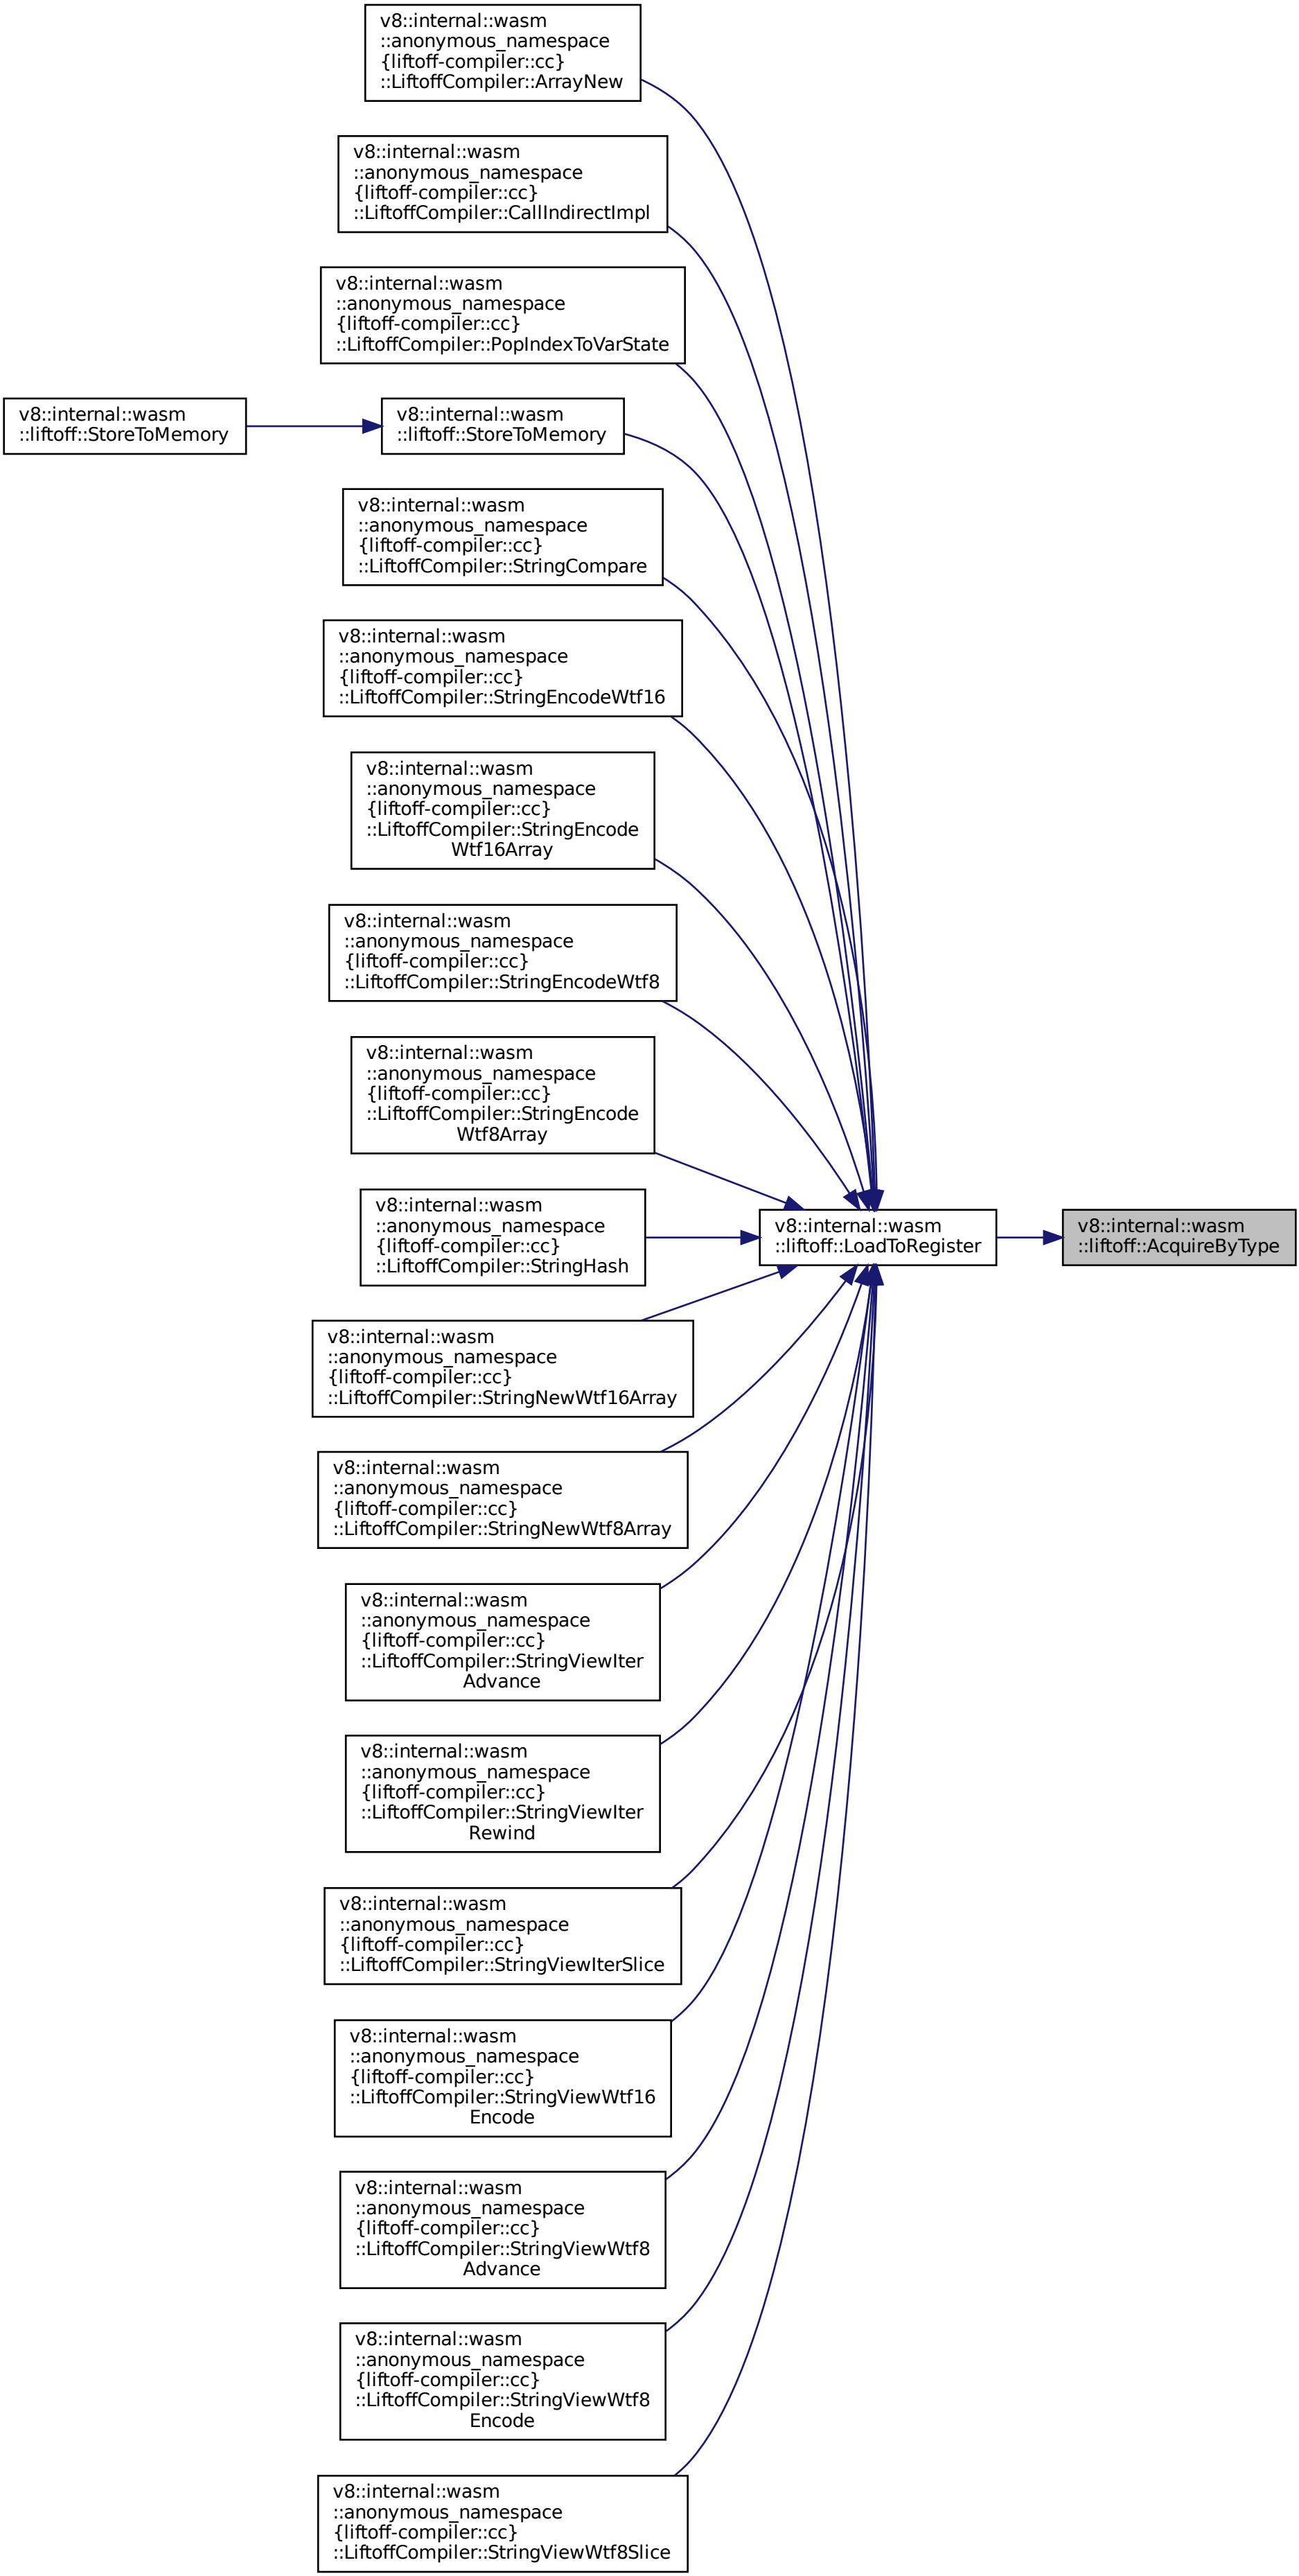 v8::internal::wasm
::anonymous_namespace
{liftoff-compiler::cc}
::LiftoffCompiler::ArrayNew
v8::internal::wasm
::anonymous_namespace
{liftoff-compiler::cc}
::LiftoffCompiler::CallIndirectImpl
v8::internal::wasm
::anonymous_namespace
{liftoff-compiler::cc}
::LiftoffCompiler::PopIndexToVarState
v8::internal::wasm
::liftoff::StoreToMemory
v8::internal::wasm
::liftoff::StoreToMemory
v8::internal::wasm
::anonymous_namespace
{liftoff-compiler::cc}
::LiftoffCompiler::StringCompare
v8::internal::wasm
::anonymous_namespace
{liftoff-compiler::cc}
::LiftoffCompiler::StringEncodeWtf16
v8::internal::wasm
::anonymous_namespace
{liftoff-compiler::cc}
::LiftoffCompiler::StringEncode
Wtf16Array
v8::internal::wasm
::anonymous_namespace
{liftoff-compiler::cc}
::LiftoffCompiler::StringEncodeWtf8
v8::internal::wasm
::anonymous_namespace
{liftoff-compiler::cc}
::LiftoffCompiler::StringEncode
Wtf8Array
v8::internal::wasm
::anonymous_namespace
{liftoff-compiler::cc}
::LiftoffCompiler::StringHash
v8::internal::wasm
::liftoff::LoadToRegister
v8::internal::wasm
::liftoff::AcquireByType
v8::internal::wasm
::anonymous_namespace
{liftoff-compiler::cc}
::LiftoffCompiler::StringNewWtf16Array
v8::internal::wasm
::anonymous_namespace
{liftoff-compiler::cc}
::LiftoffCompiler::StringNewWtf8Array
v8::internal::wasm
::anonymous_namespace
{liftoff-compiler::cc}
::LiftoffCompiler::StringViewIter
Advance
v8::internal::wasm
::anonymous_namespace
{liftoff-compiler::cc}
::LiftoffCompiler::StringViewIter
Rewind
v8::internal::wasm
::anonymous_namespace
{liftoff-compiler::cc}
::LiftoffCompiler::StringViewIterSlice
v8::internal::wasm
::anonymous_namespace
{liftoff-compiler::cc}
::LiftoffCompiler::StringViewWtf16
Encode
v8::internal::wasm
::anonymous_namespace
{liftoff-compiler::cc}
::LiftoffCompiler::StringViewWtf8
Advance
v8::internal::wasm
::anonymous_namespace
{liftoff-compiler::cc}
::LiftoffCompiler::StringViewWtf8
Encode
v8::internal::wasm
::anonymous_namespace
{liftoff-compiler::cc}
::LiftoffCompiler::StringViewWtf8Slice